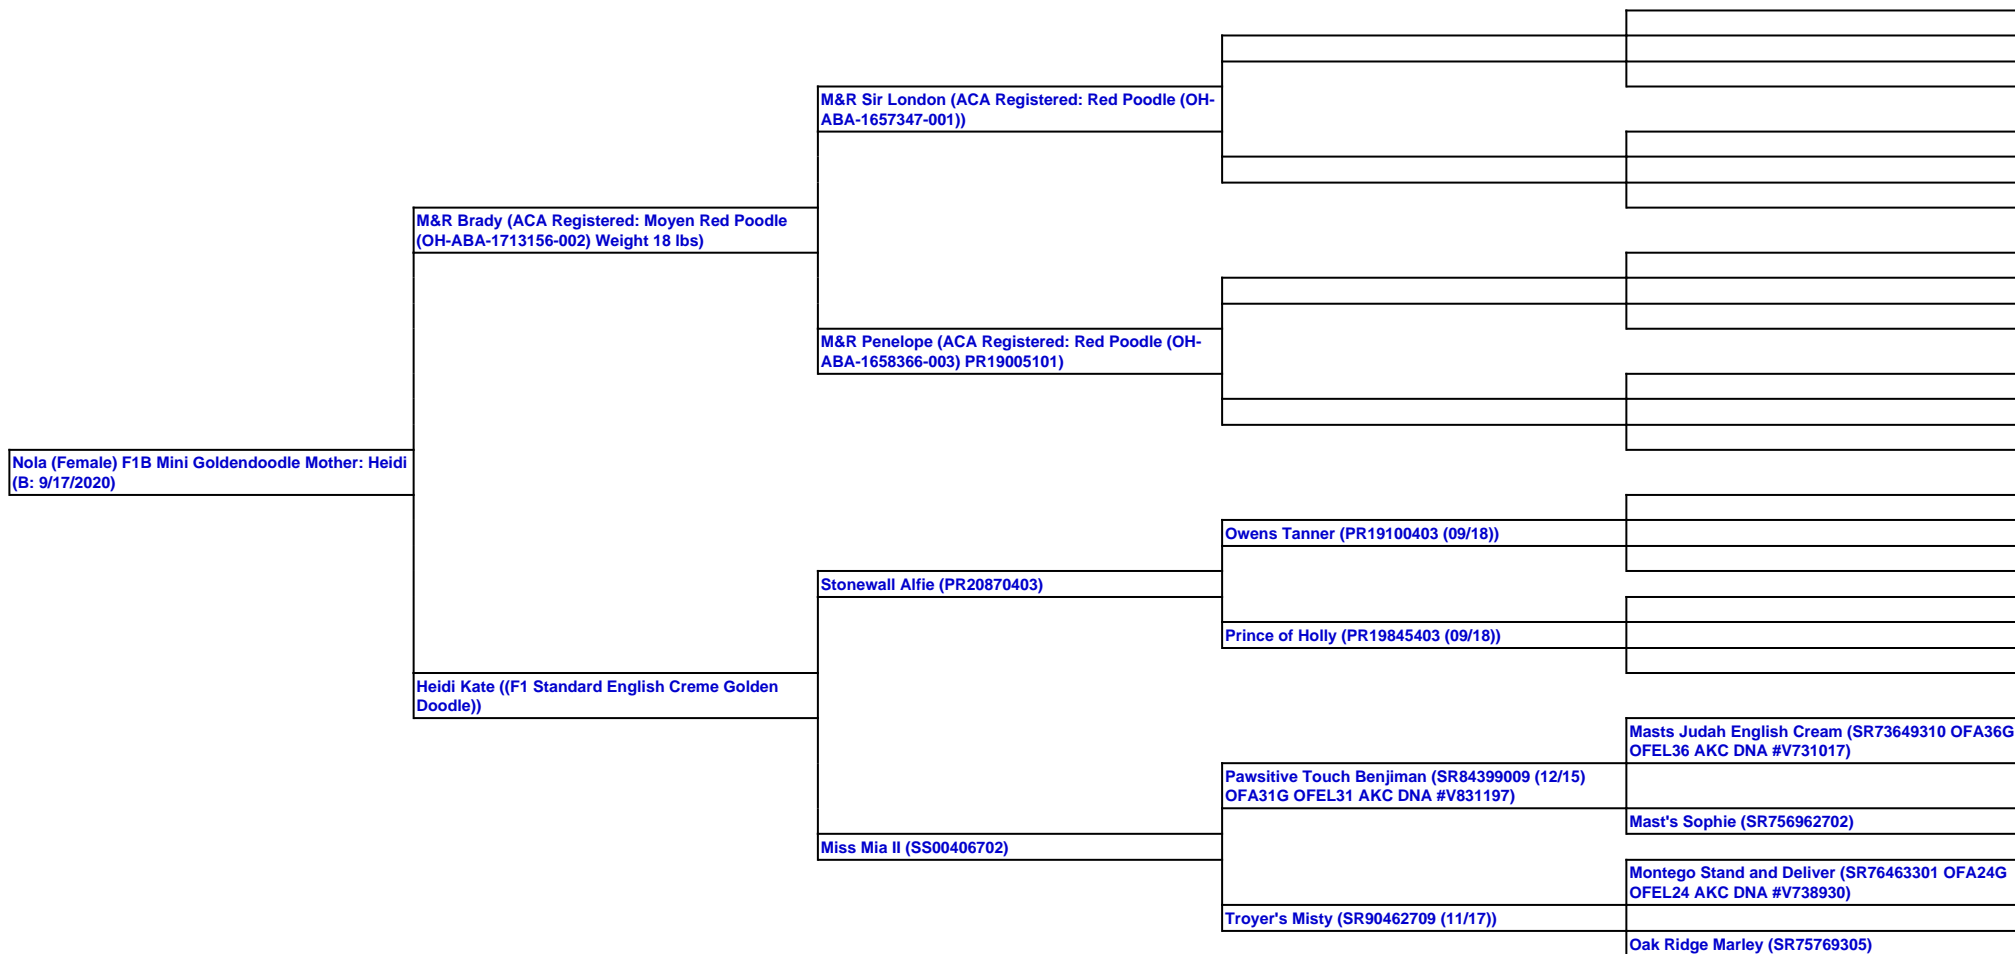 M&R Sir London (ACA Registered: Red Poodle (OH-
ABA-1657347-001))
M&R Brady (ACA Registered: Moyen Red Poodle
(OH-ABA-1713156-002) Weight 18 lbs)
M&R Penelope (ACA Registered: Red Poodle (OH-
ABA-1658366-003) PR19005101)
Nola (Female) F1B Mini Goldendoodle Mother: Heidi
(B: 9/17/2020)
Owens Tanner (PR19100403 (09/18))
Stonewall Alfie (PR20870403)
Prince of Holly (PR19845403 (09/18))
Heidi Kate ((F1 Standard English Creme Golden
Doodle))
Masts Judah English Cream (SR73649310 OFA36G
OFEL36 AKC DNA #V731017)
Pawsitive Touch Benjiman (SR84399009 (12/15)
OFA31G OFEL31 AKC DNA #V831197)
Mast's Sophie (SR756962702)
Miss Mia II (SS00406702)
Montego Stand and Deliver (SR76463301 OFA24G
OFEL24 AKC DNA #V738930)
Troyer's Misty (SR90462709 (11/17))
Oak Ridge Marley (SR75769305)